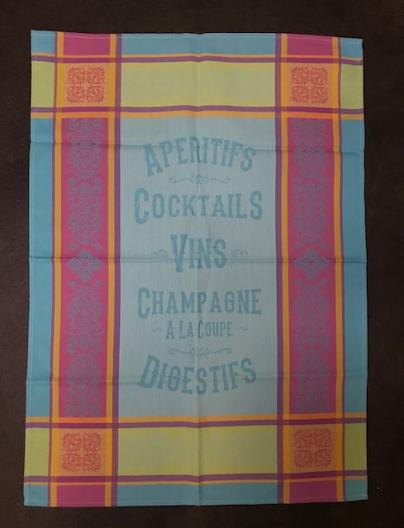 APERITIFS
COCKTAILS
VINS
CHAMPAGNE
A LA COUPE
DIGESTIFS